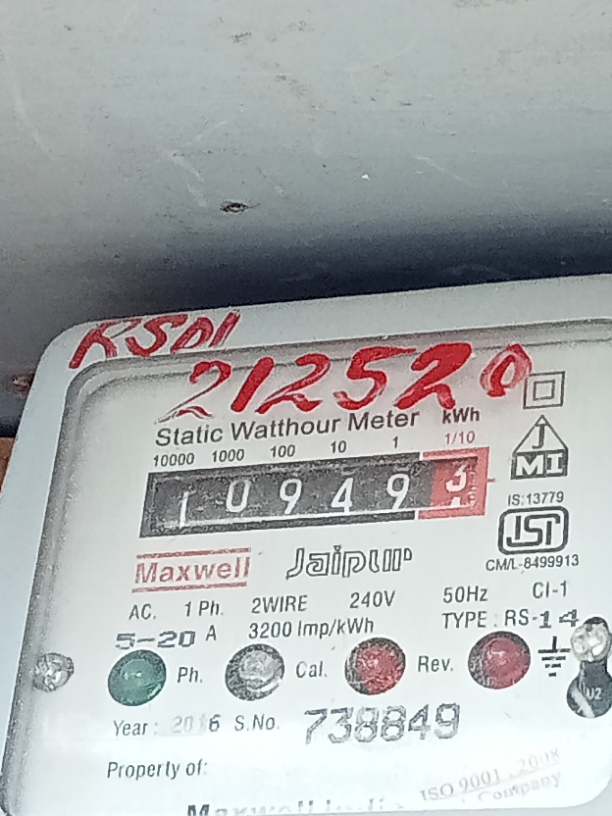 RSD1
212520
Static Watthour Meter kWh
10000 1000 100 10 1 1/10
1 0 9 4 9 3
MI
IS:13779
ISI
CM/L-8499913
Maxwell Jaipur
AC. 1 Ph. 2WIRE 240V 50Hz Cl-1
5-20 A 3200 Imp/kWh TYPE : RS-14
Ph. Cal. Rev.
U2
Year : 2016 S.No. 738849
Property of:
ISO 9001 : 2008
Company